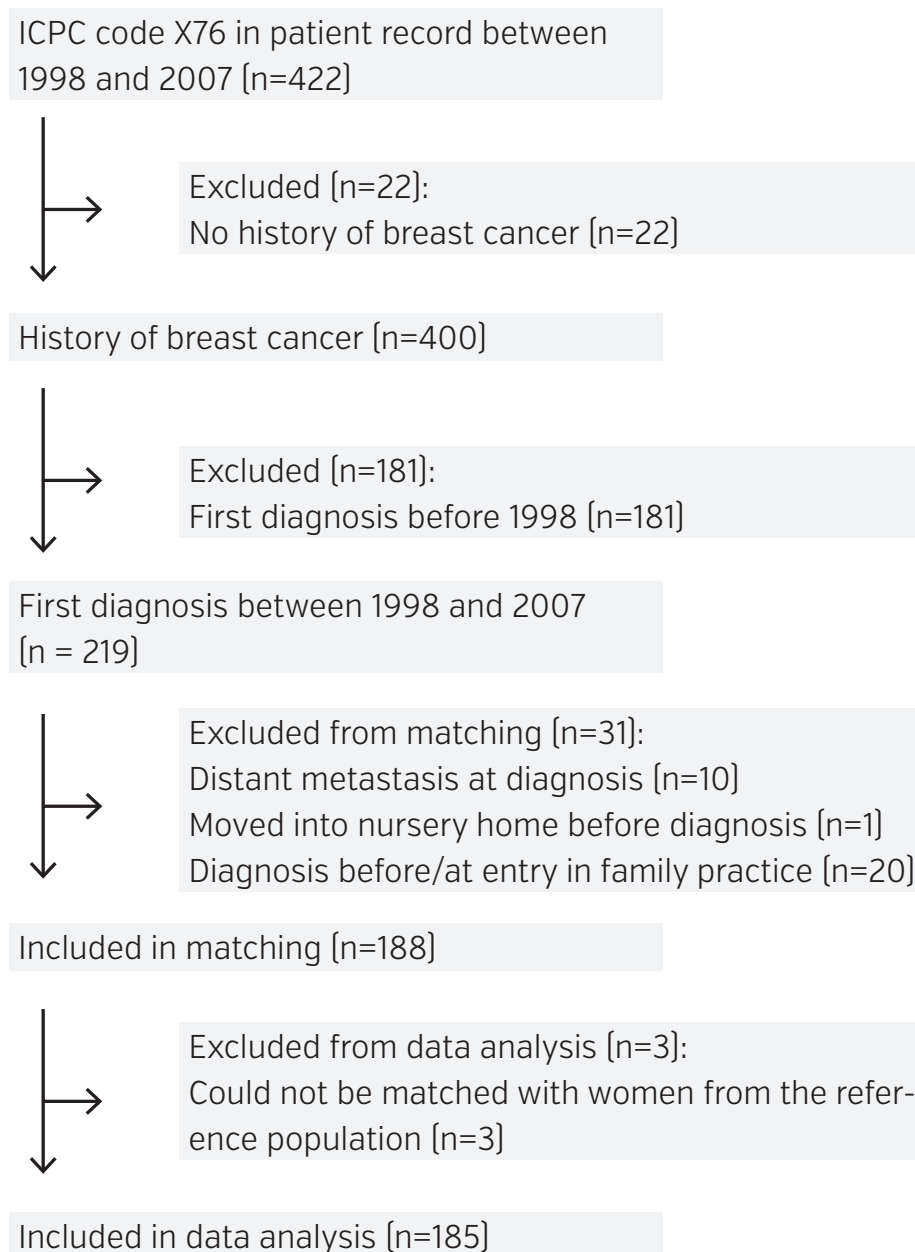 ICPC code X76 in patient record between
1998 and 2007 (n=422)
Excluded (n=22):
No history of breast cancer (n=22)
History of breast cancer (n=400)
Excluded (n=181):
First diagnosis before 1998 (n=181)
First diagnosis between 1998 and 2007
(n = 219)
Excluded from matching (n=31):
Distant metastasis at diagnosis (n=10)
Moved into nursery home before diagnosis (n=1)
Diagnosis before/at entry in family practice (n=20)
Included in matching (n=188)
Excluded from data analysis (n=3):
Could not be matched with women from the refer-
ence population (n=3)
Included in data analysis (n=185)